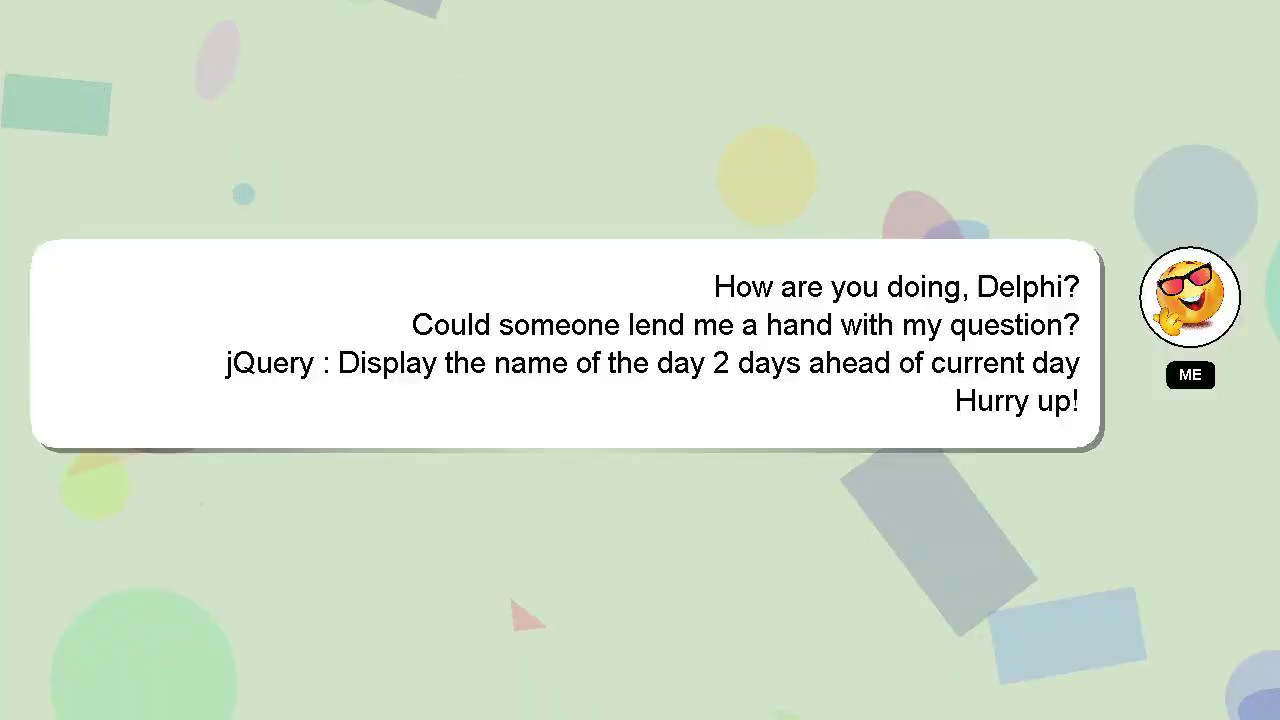 How are you doing, Delphi?
Could someone lend me a hand with my question?
jQuery : Display the name of the day 2 days ahead of current day
Hurry up!
ME